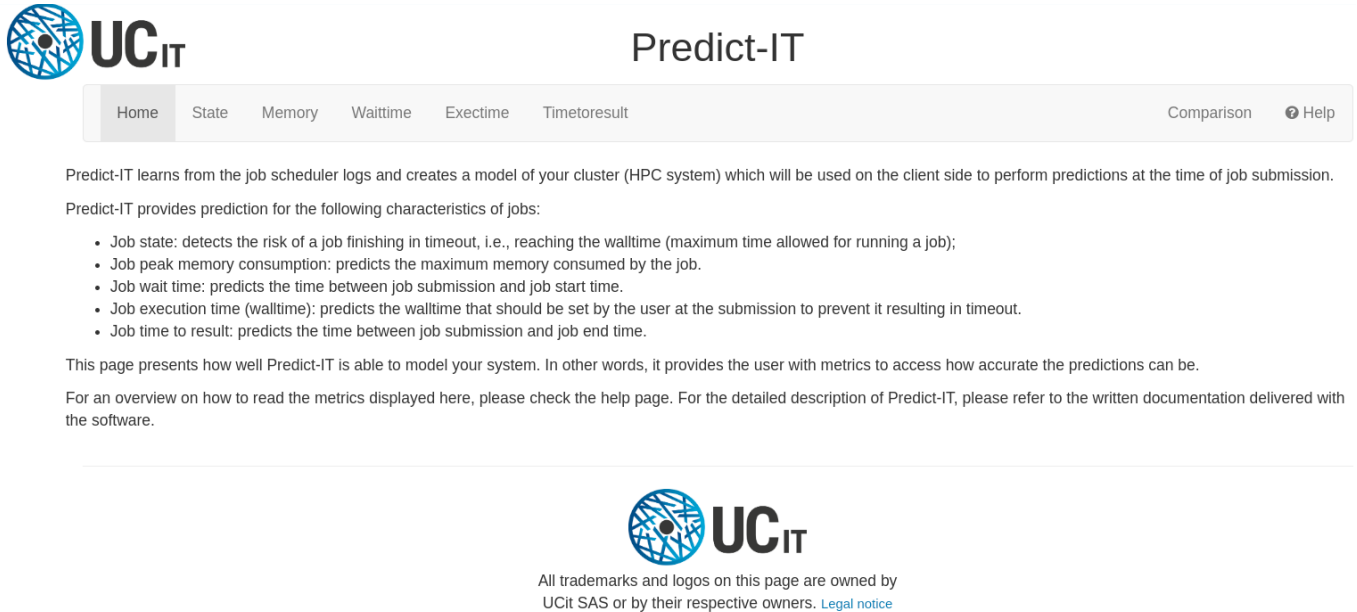 UCIT
Predict-IT
Home State Memory Waittime Exectime Timetoresult Comparison Help
Predict-IT learns from the job scheduler logs and creates a model of your cluster (HPC system) which will be used on the client side to perform predictions at the time of job submission.
Predict-IT provides prediction for the following characteristics of jobs:
• Job state: detects the risk of a job finishing in timeout, i.e., reaching the walltime (maximum time allowed for running a job);
• Job peak memory consumption: predicts the maximum memory consumed by the job.
• Job wait time: predicts the time between job submission and job start time.
• Job execution time (walltime): predicts the walltime that should be set by the user at the submission to prevent it resulting in timeout.
• Job time to result: predicts the time between job submission and job end time.
This page presents how well Predict-IT is able to model your system. In other words, it provides the user with metrics to access how accurate the predictions can be.
For an overview on how to read the metrics displayed here, please check the help page. For the detailed description of Predict-IT, please refer to the written documentation delivered with
the software.
UCIT
All trademarks and logos on this page are owned by
UCit SAS or by their respective owners. Legal notice